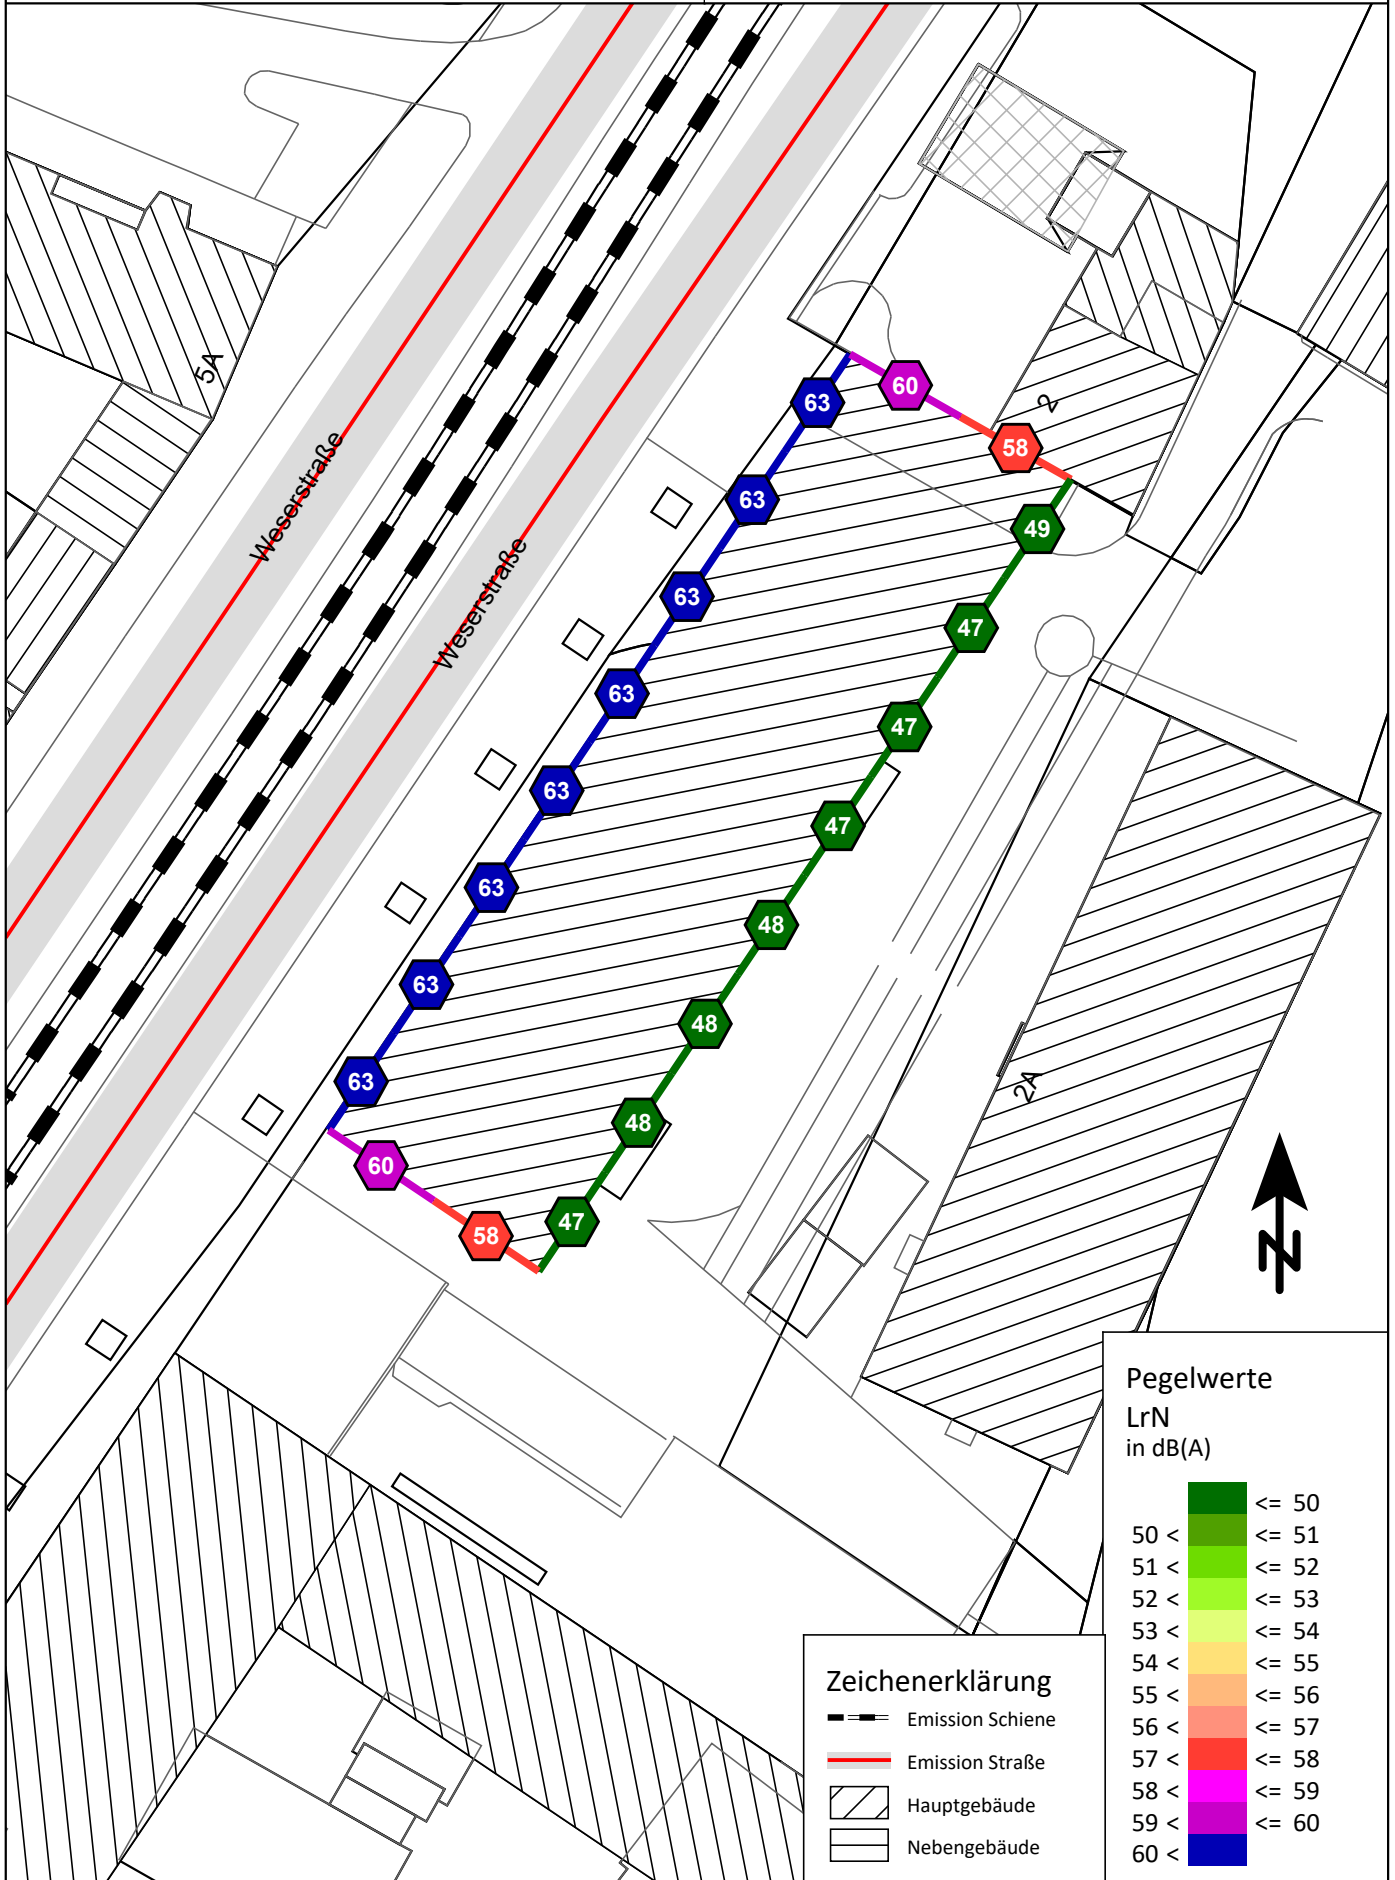 5A
Weserstraße
Weserstraße
2
60
63
58
63
49
63
47
63
47
63
47
63
48
63
48
63
48
60
47
58
2A
N
Pegelwerte
LrN
in dB(A)
<= 50
50 < <= 51
51 < <= 52
52 < <= 53
53 < <= 54
54 < <= 55
55 < <= 56
56 < <= 57
57 < <= 58
58 < <= 59
59 < <= 60
60 <
Zeichenerklärung
Emission Schiene
Emission Straße
Hauptgebäude
Nebengebäude